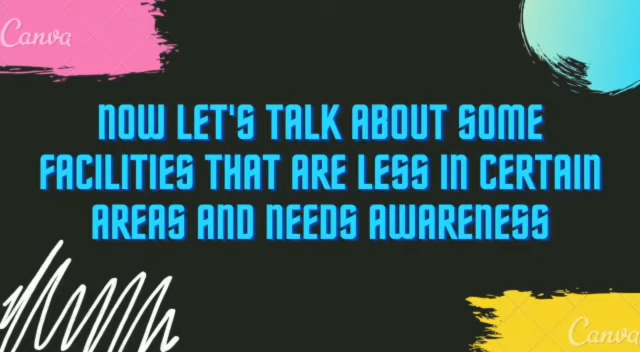 Canva
NOW LET'S TALK ABOUT SOME
FACILITIES THAT ARE LESS IN CERTAIN
AREAS AND NEEDS AWARENESS
Canva